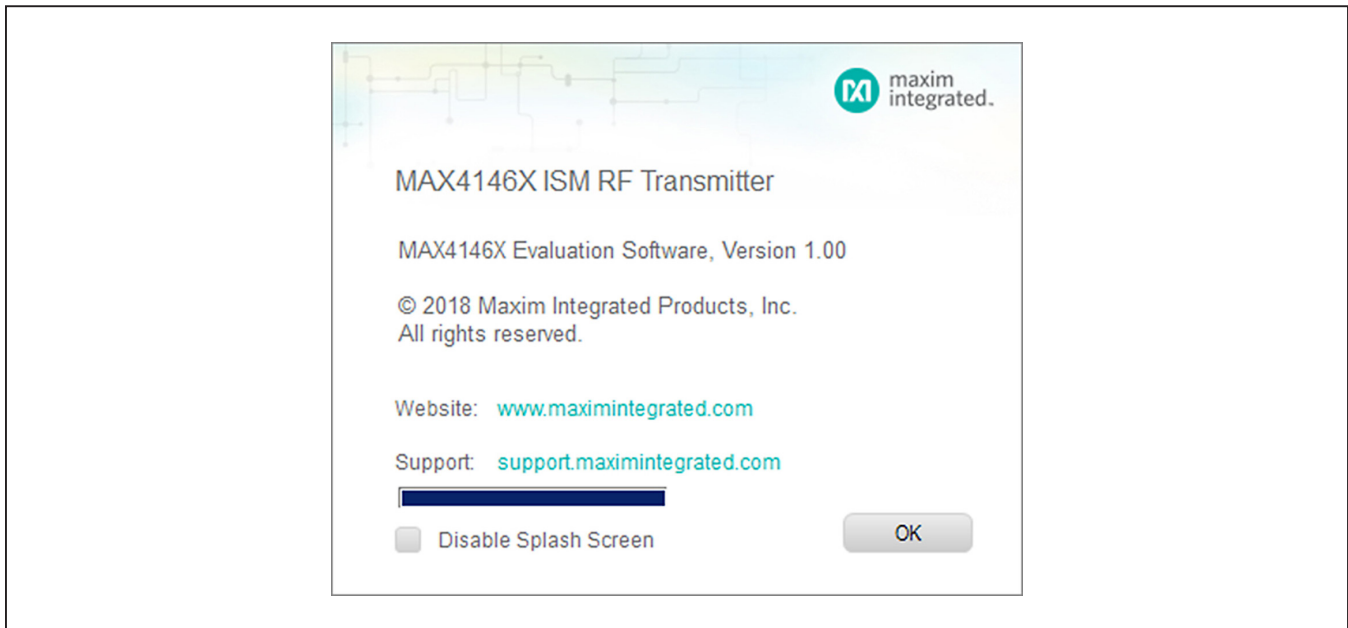 maxim
integrated™
MAX4146X ISM RF Transmitter
MAX4146X Evaluation Software, Version 1.00
© 2018 Maxim Integrated Products, Inc.
All rights reserved.
Website: www.maximintegrated.com
Support: support.maximintegrated.com
Disable Splash Screen
OK